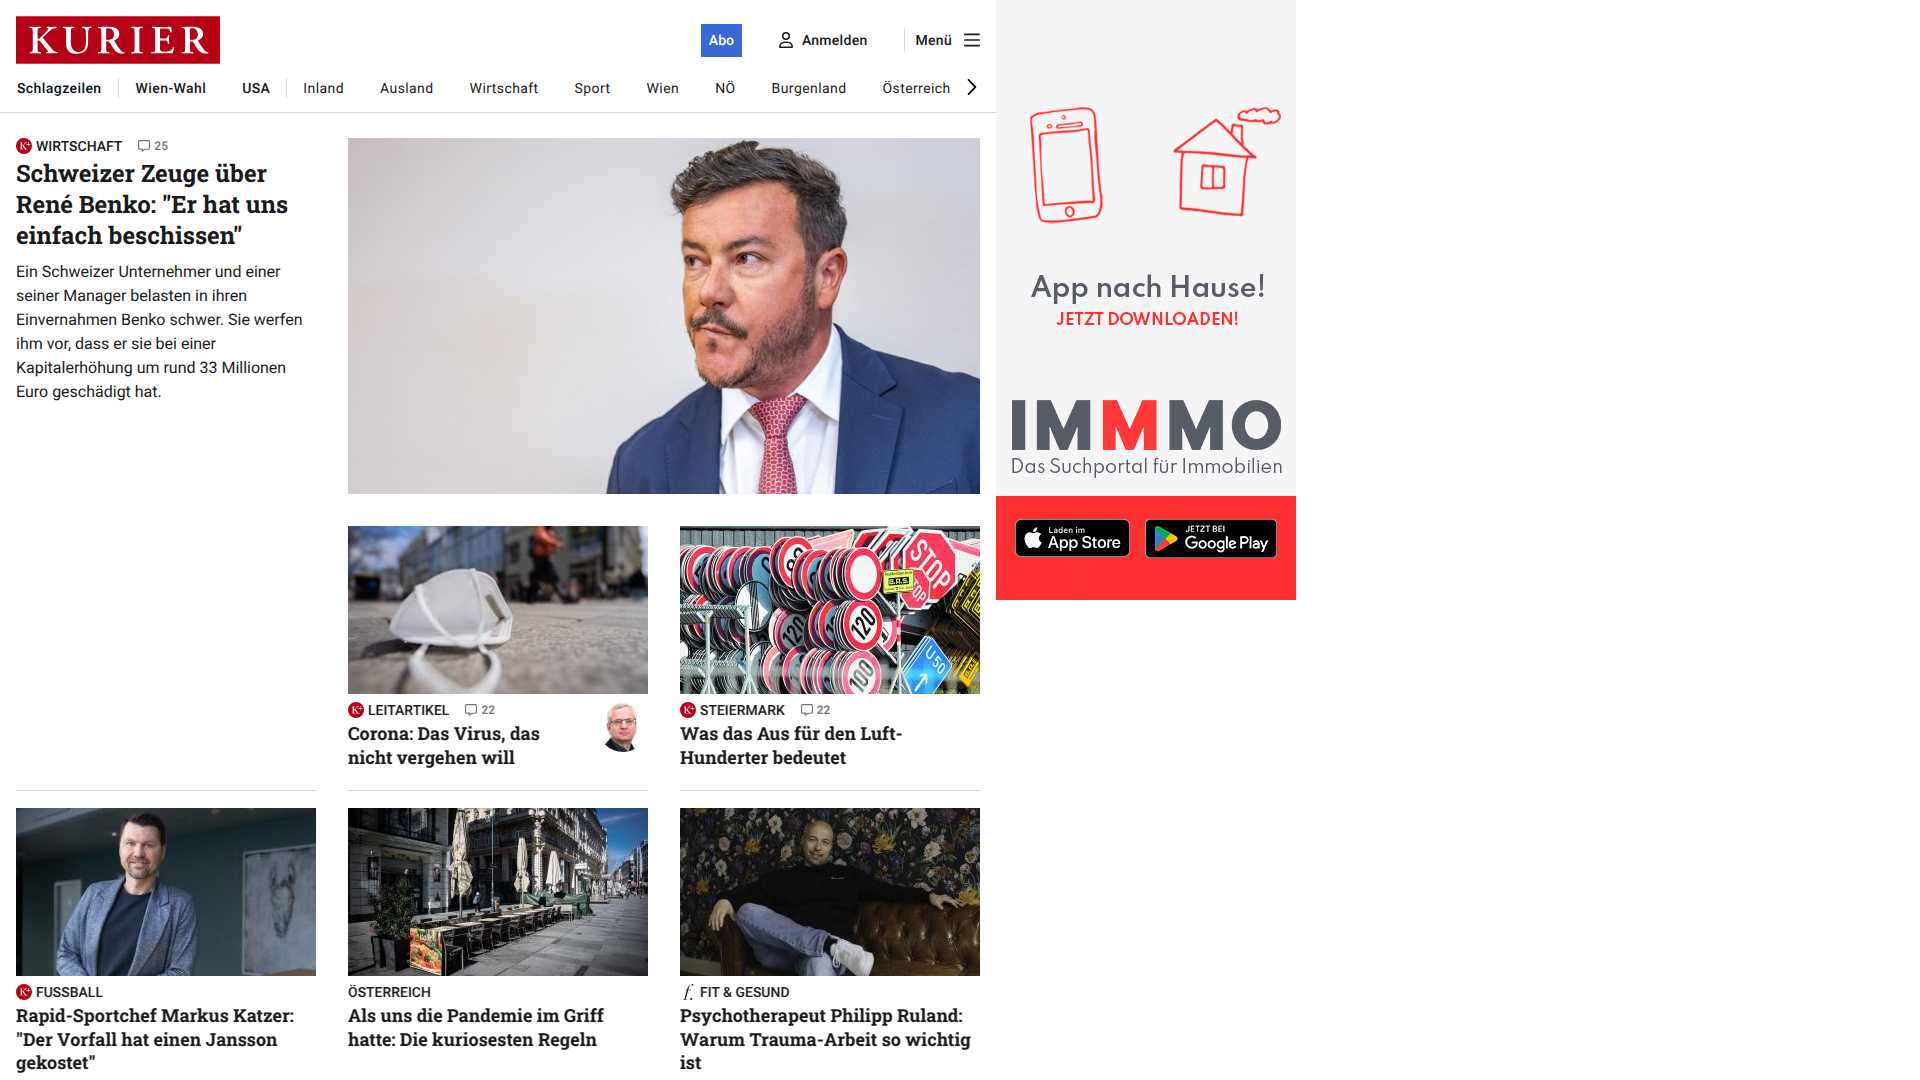 KURIER
Abo
Anmelden
Menü
Schlagzeilen
Wien-Wahl
USA
Inland
Ausland
Wirtschaft
Sport
Wien
NÖ
Burgenland
Österreich
K+ WIRTSCHAFT 25
Schweizer Zeuge über
René Benko: "Er hat uns
einfach beschissen"
Ein Schweizer Unternehmer und einer
seiner Manager belasten in ihren
Einvernahmen Benko schwer. Sie werfen
ihm vor, dass er sie bei einer
Kapitalerhöhung um rund 33 Millionen
Euro geschädigt hat.
STOP
STOP
B.A.S.
120
120
100
U50
K+ LEITARTIKEL 22
Corona: Das Virus, das
nicht vergehen will
K+ STEIERMARK 22
Was das Aus für den Luft-
Hunderter bedeutet
K+ FUSSBALL
Rapid-Sportchef Markus Katzer:
"Der Vorfall hat einen Jansson
gekostet"
ÖSTERREICH
Als uns die Pandemie im Griff
hatte: Die kuriosesten Regeln
f. FIT & GESUND
Psychotherapeut Philipp Ruland:
Warum Trauma-Arbeit so wichtig
ist
App nach Hause!
JETZT DOWNLOADEN!
IMMMO
Das Suchportal für Immobilien
Laden im
App Store
JETZT BEI
Google Play